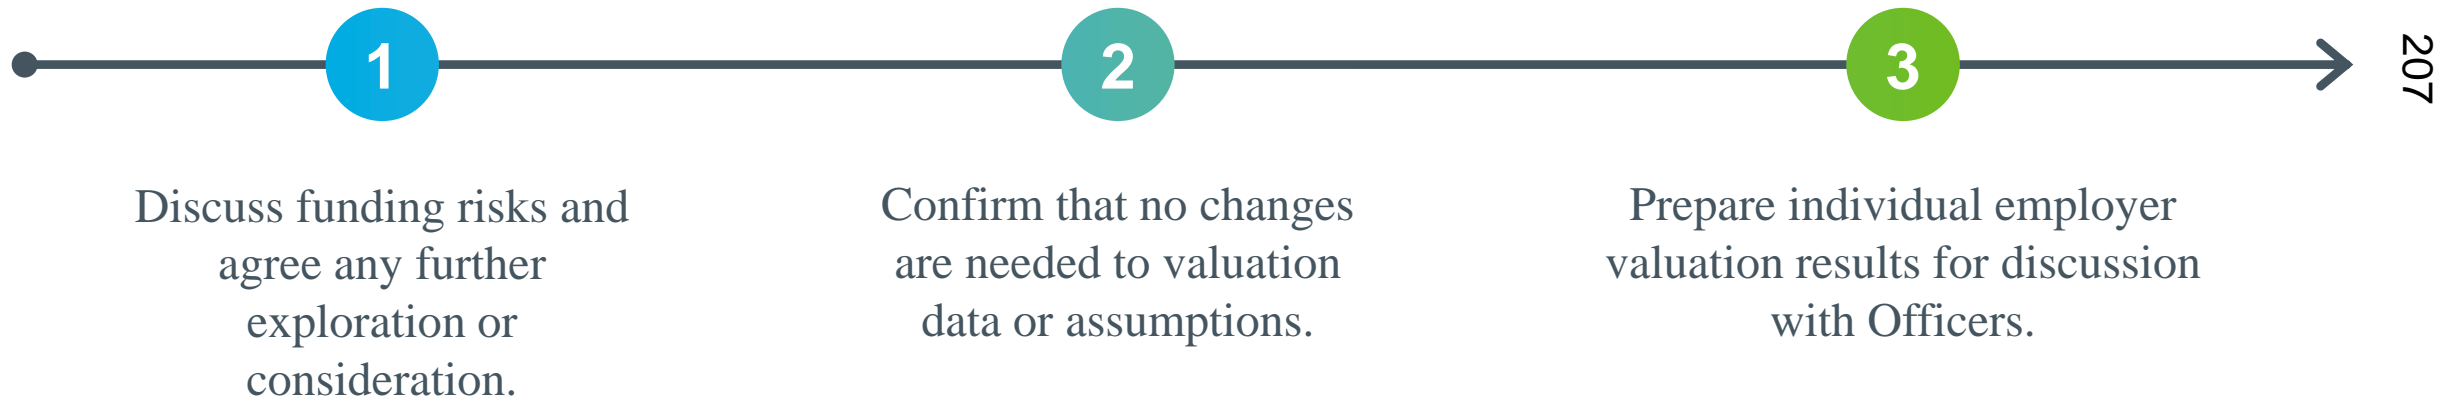 1
Discuss funding risks and
agree any further
exploration or
consideration.
2
Confirm that no changes
are needed to valuation
data or assumptions.
3
Prepare individual employer
valuation results for discussion
with Officers.
207